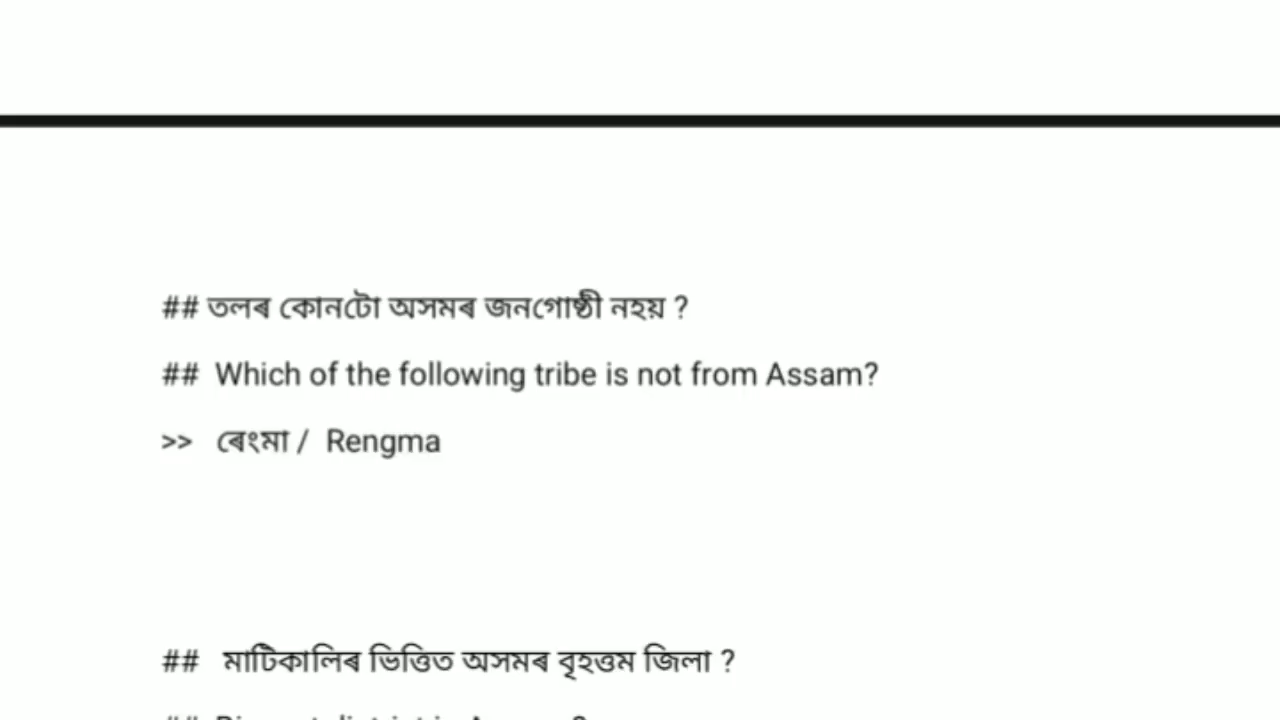 ## তলৰ কোনটো অসমৰ জনগোষ্ঠী নহয় ?
## Which of the following tribe is not from Assam?
>> ৰেংমা / Rengma
## মাটিকালিৰ ভিত্তিত অসমৰ বৃহত্তম জিলা ?